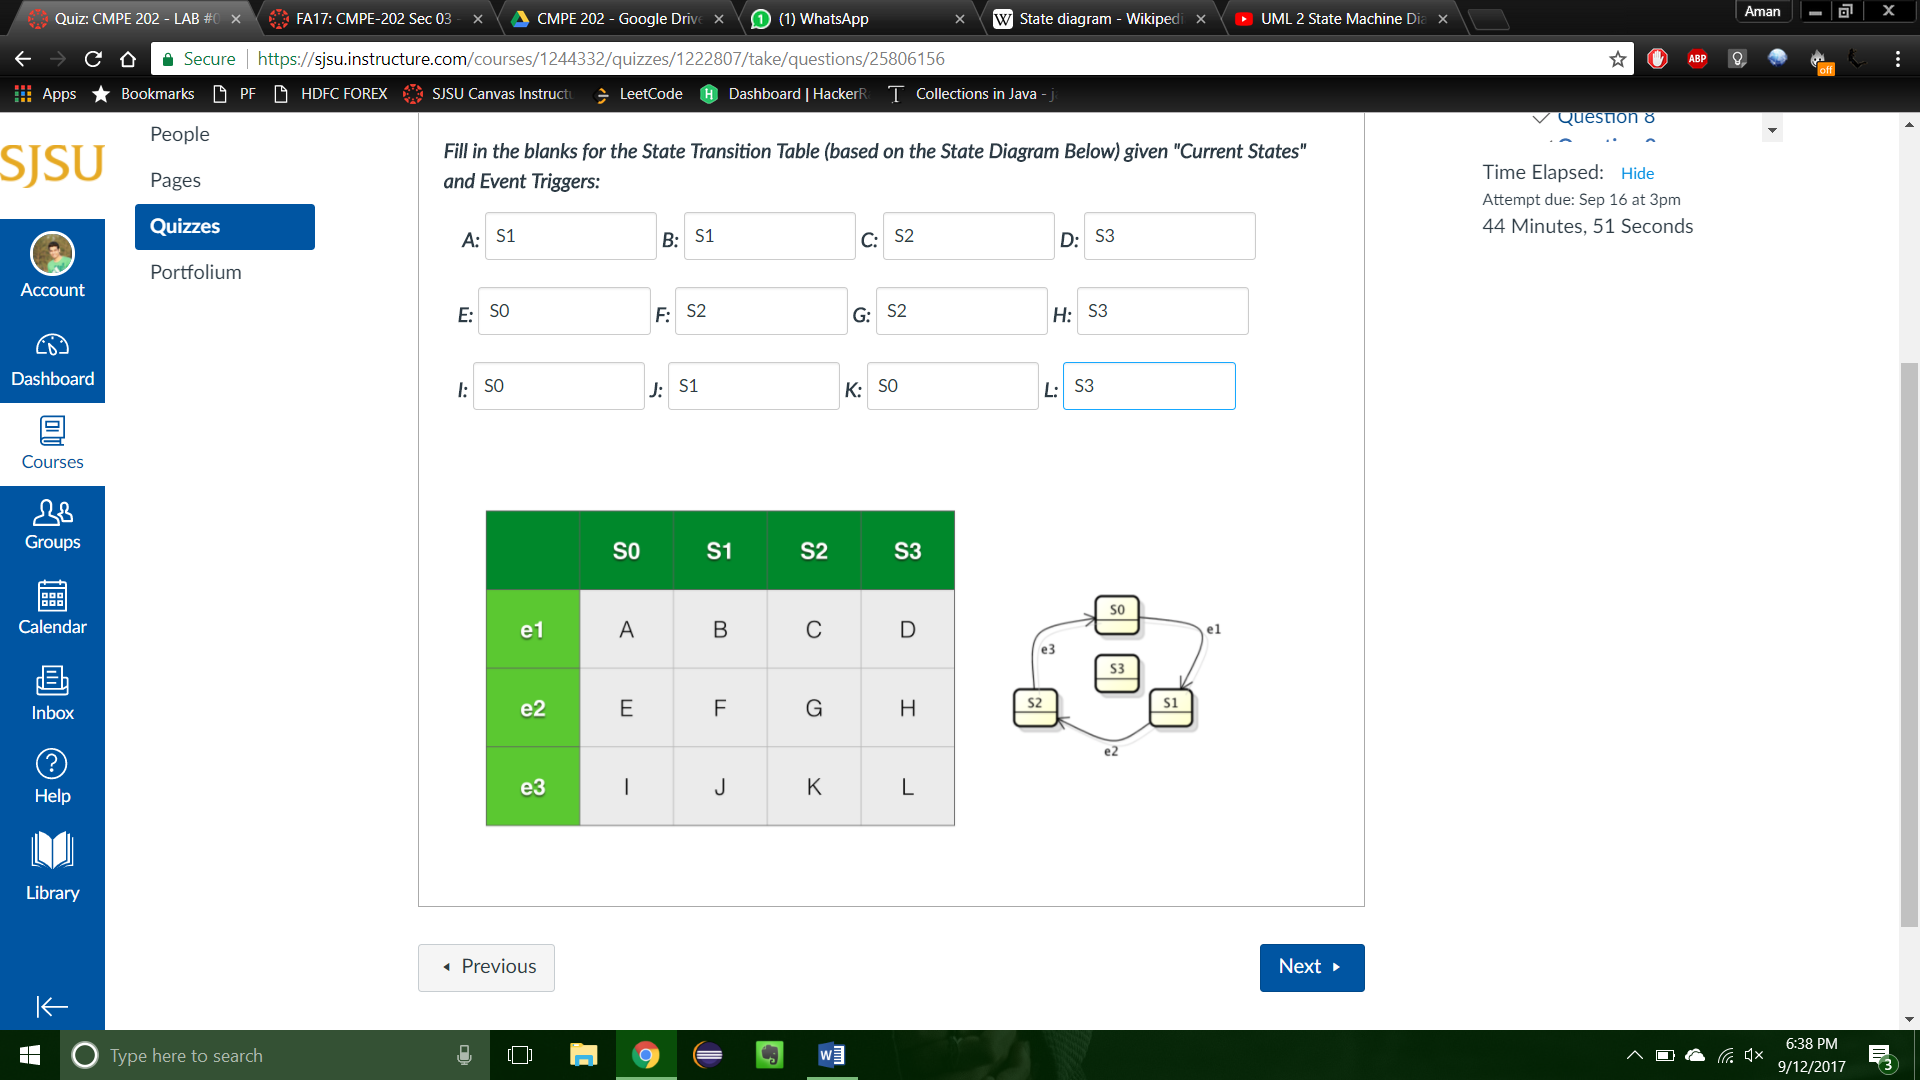 Quiz: CMPE 202 - LAB #0
FA17: CMPE-202 Sec 03 -
CMPE 202 - Google Drive
(1) WhatsApp
W State diagram - Wikipedi
UML 2 State Machine Dia
Aman
Secure
https://sjsu.instructure.com/courses/1244332/quizzes/1222807/take/questions/25806156
ABP
off
Apps
Bookmarks
PF
HDFC FOREX
SJSU Canvas Instructu
LeetCode
H Dashboard | HackerR
T Collections in Java - j
SJSU
Account
Dashboard
Courses
Groups
Calendar
Inbox
Help
Library
People
Pages
Quizzes
Portfolium
Fill in the blanks for the State Transition Table (based on the State Diagram Below) given "Current States"
and Event Triggers:
A: S1 B: S1 C: S2 D: S3
E: S0 F: S2 G: S2 H: S3
I: S0 J: S1 K: S0 L: S3
S0 S1 S2 S3
e1 A B C D
e2 E F G H
e3 I J K L
S0
e1
e3
S3
S2
S1
e2
Previous
Next
Question 8
Time Elapsed: Hide
Attempt due: Sep 16 at 3pm
44 Minutes, 51 Seconds
Type here to search
6:38 PM
9/12/2017
3